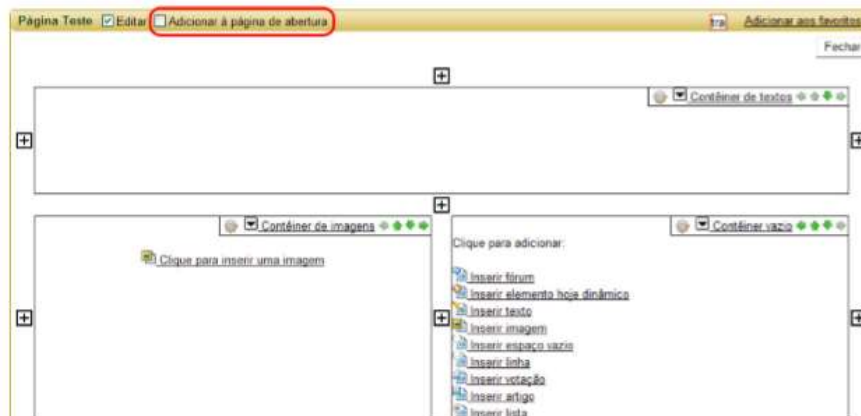 Página Teste Editar Adicionar à página de abertura Adicionar aos favoritos
Fechar
Contêiner de textos
Contêiner de imagens
Contêiner vazio
Clique para inserir uma imagem
Clique para adicionar:
Inserir fórum
Inserir elemento hoje dinâmico
Inserir texto
Inserir imagem
Inserir espaço vazio
Inserir linha
Inserir votação
Inserir artigo
Inserir lista